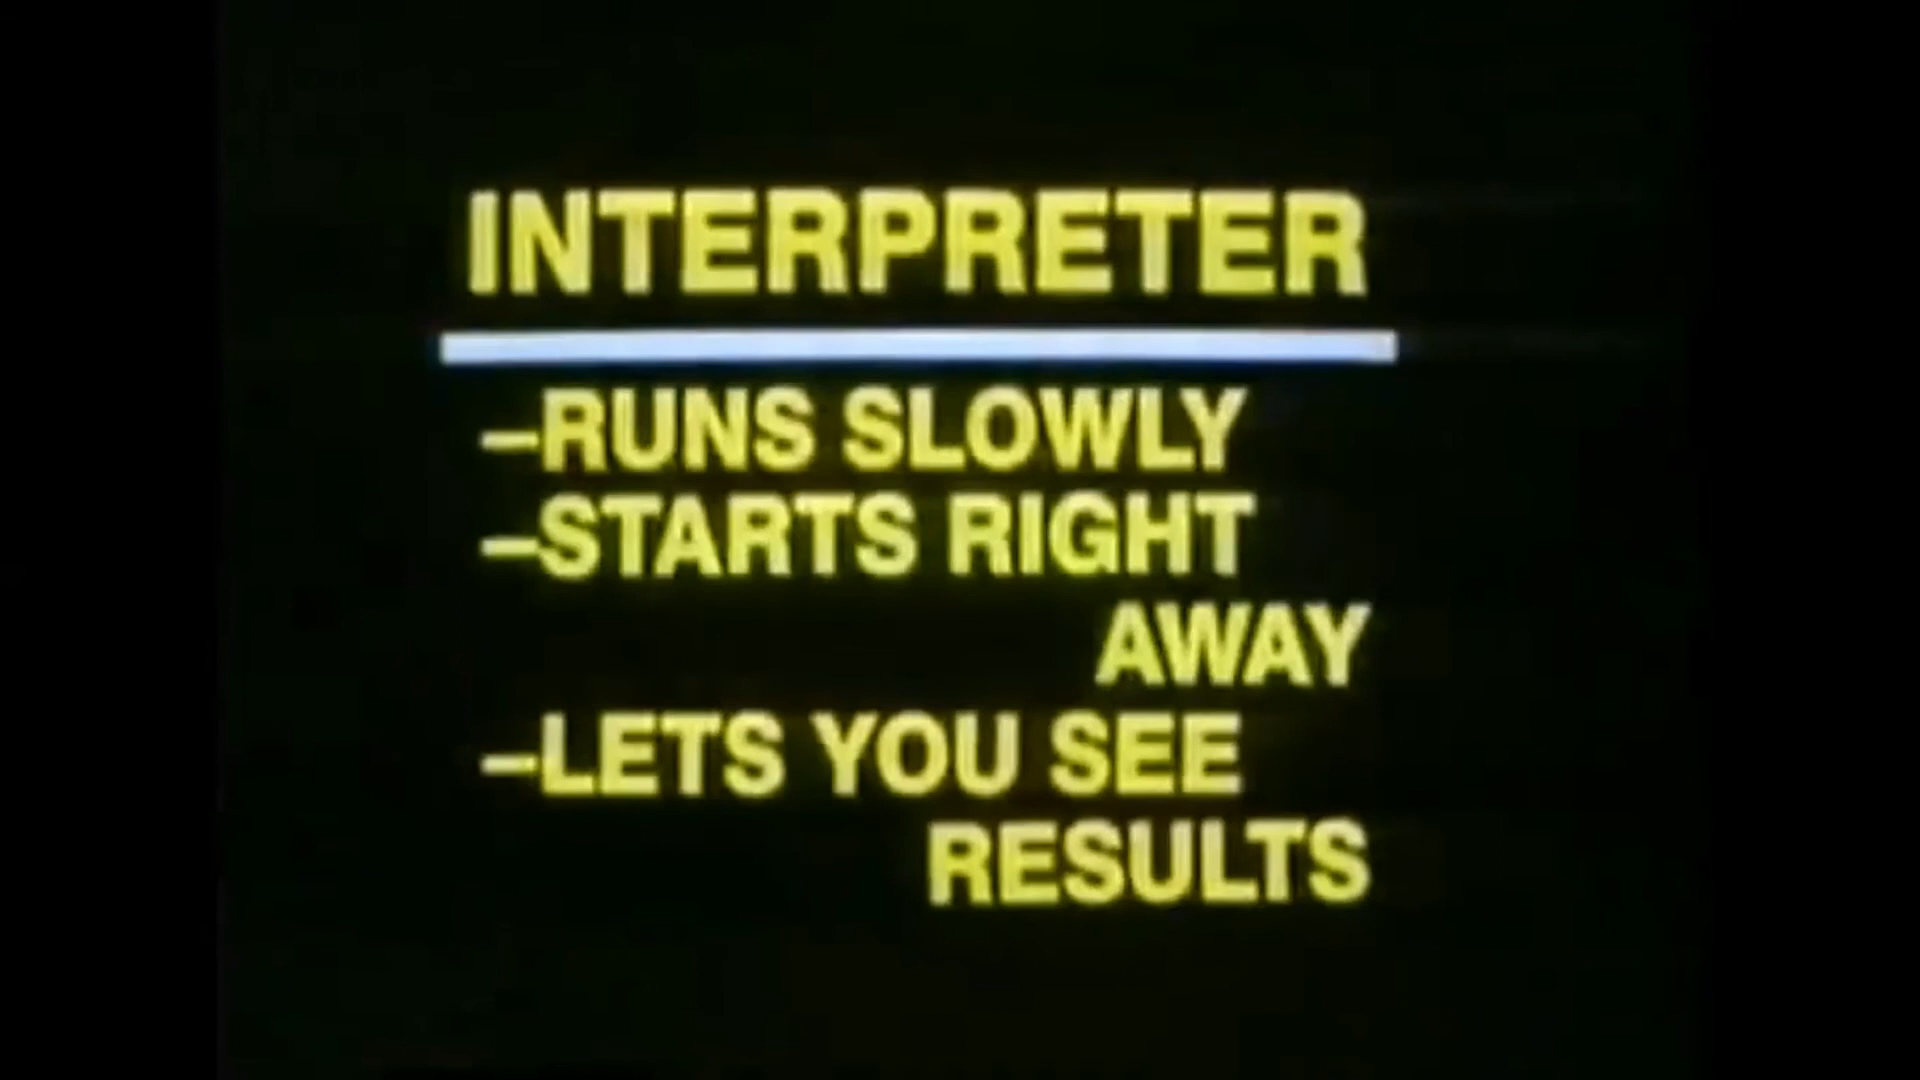 INTERPRETER
–RUNS SLOWLY
–STARTS RIGHT
AWAY
–LETS YOU SEE
RESULTS